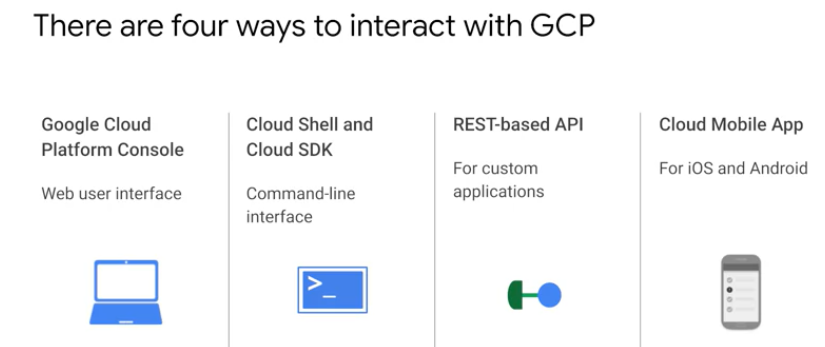 There are four ways to interact with GCP
Google Cloud
Platform Console
Web user interface
Cloud Shell and
Cloud SDK
Command-line
interface
>_
REST-based API
For custom
applications
Cloud Mobile App
For iOS and Android